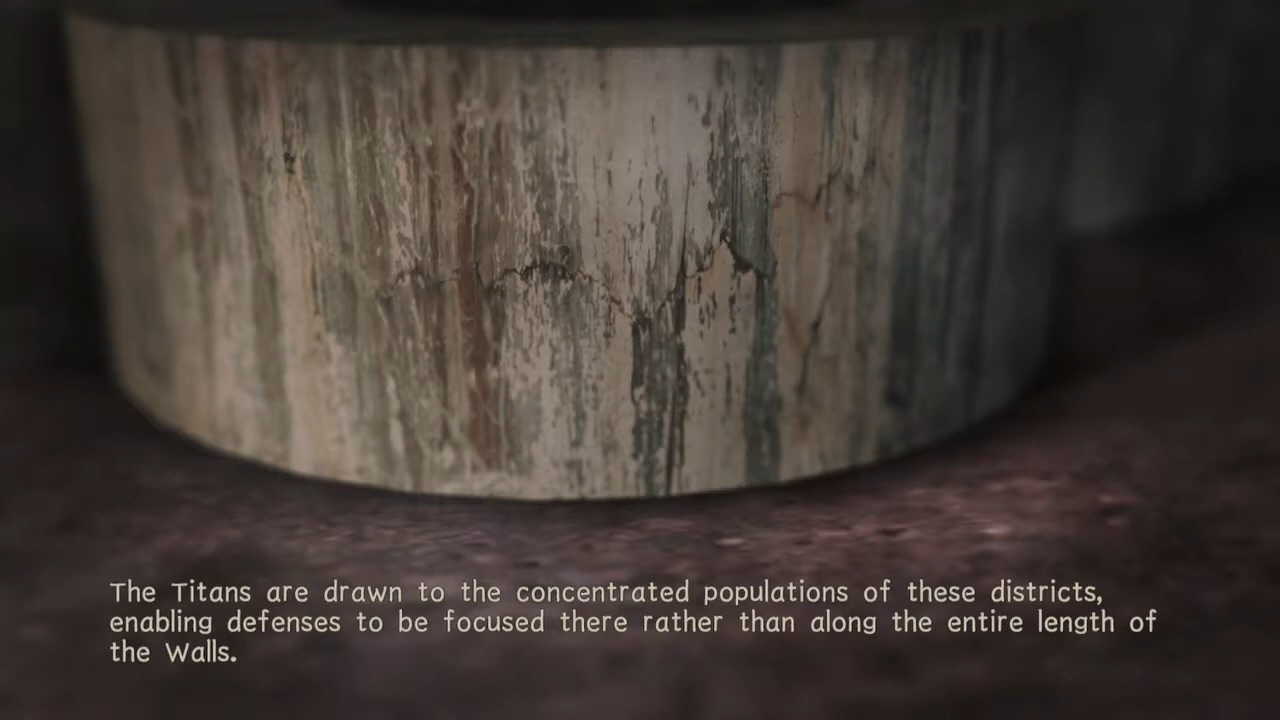 The Titans are drawn to the concentrated populations of these districts,
enabling defenses to be focused there rather than along the entire length of
the Walls.